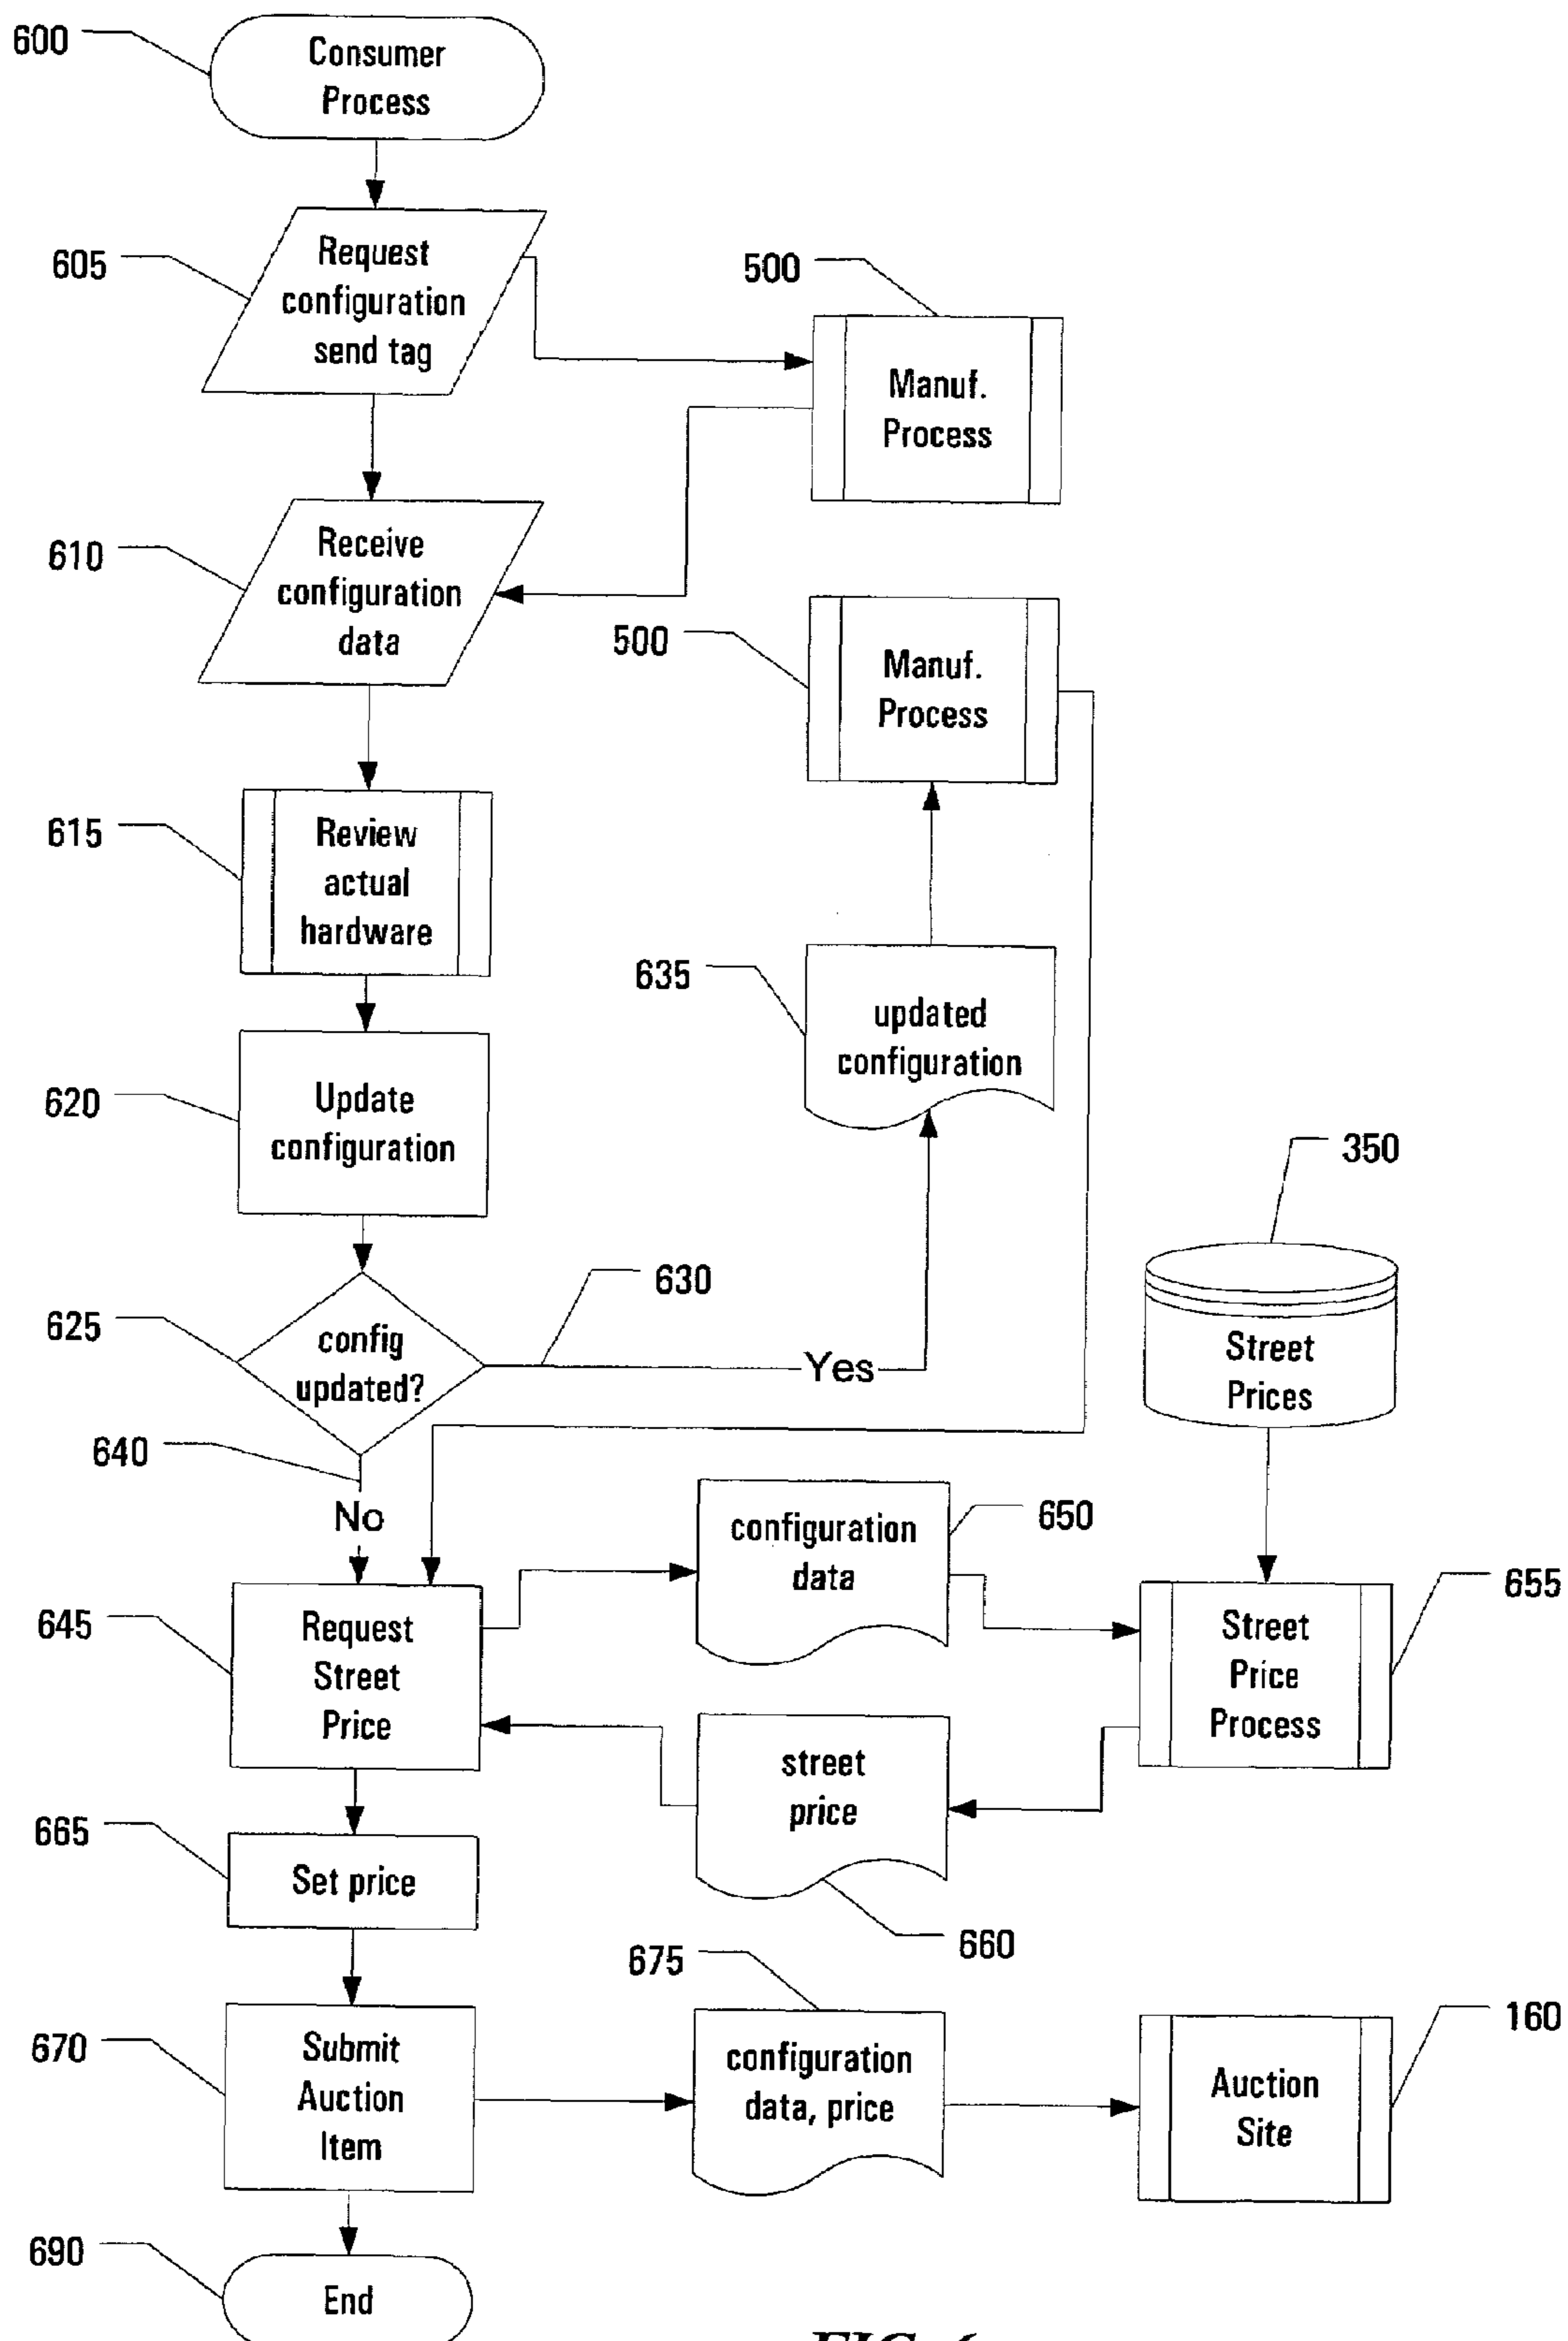 600
Consumer
Process
605
Request
configuration
send tag
500
Manuf.
Process
610
Receive
configuration
data
500
Manuf.
Process
615
Review
actual
hardware
635
updated
configuration
620
Update
configuration
350
Street
Prices
625
config
updated?
630
Yes
640
No
645
Request
Street
Price
configuration
data
650
Street
Price
Process
655
street
price
660
665
Set price
670
Submit
Auction
Item
675
configuration
data, price
Auction
Site
160
690
End